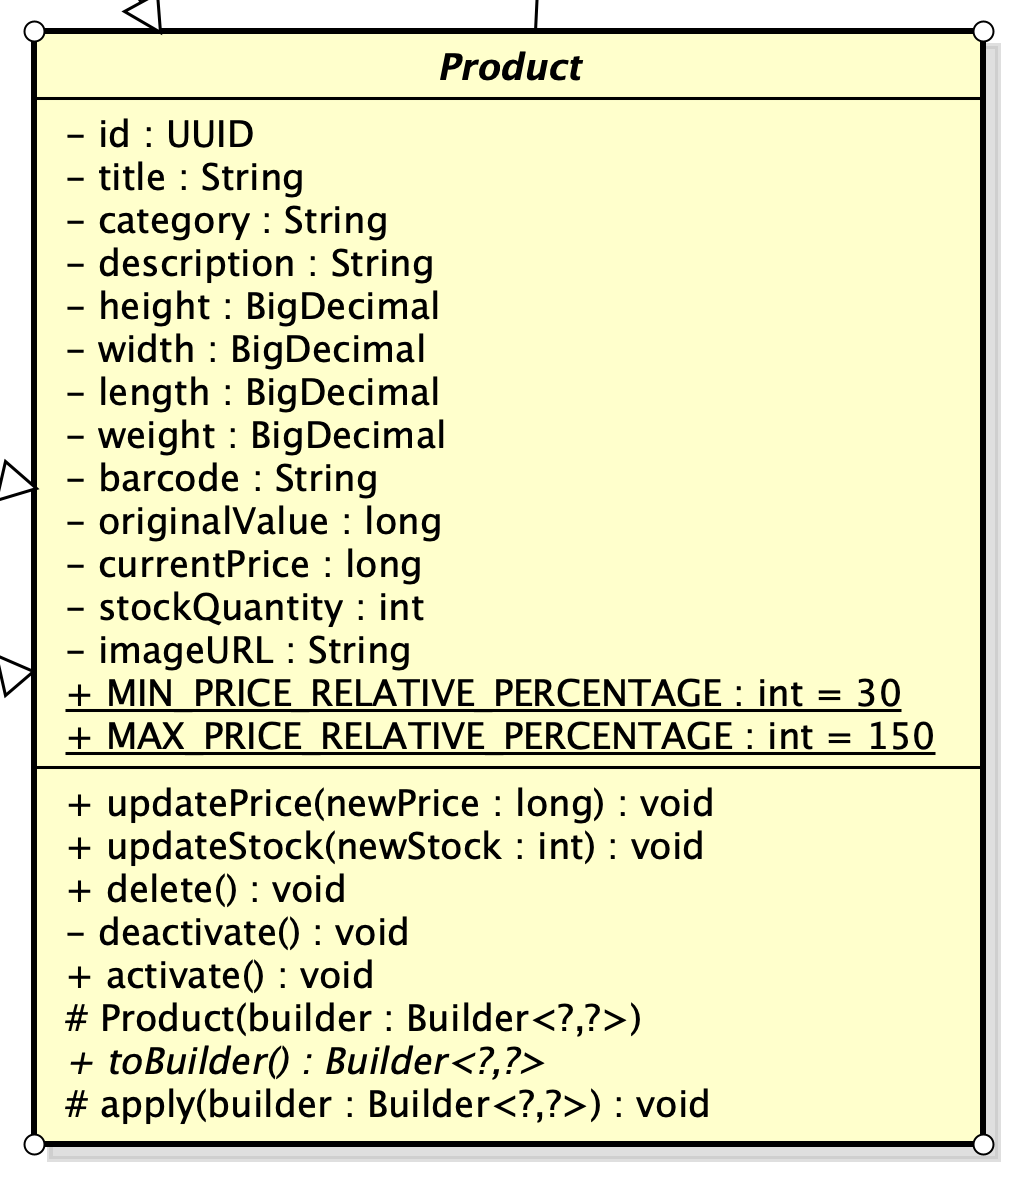 Product
- id : UUID
- title : String
- category : String
- description : String
- height : BigDecimal
- width : BigDecimal
- length : BigDecimal
- weight : BigDecimal
- barcode : String
- originalValue : long
- currentPrice : long
- stockQuantity : int
- imageURL : String
+ MIN_PRICE_RELATIVE_PERCENTAGE : int = 30
+ MAX_PRICE_RELATIVE_PERCENTAGE : int = 150
+ updatePrice(newPrice : long) : void
+ updateStock(newStock : int) : void
+ delete() : void
- deactivate() : void
+ activate() : void
# Product(builder : Builder<?,?>)
+ toBuilder() : Builder<?,?>
# apply(builder : Builder<?,?>) : void